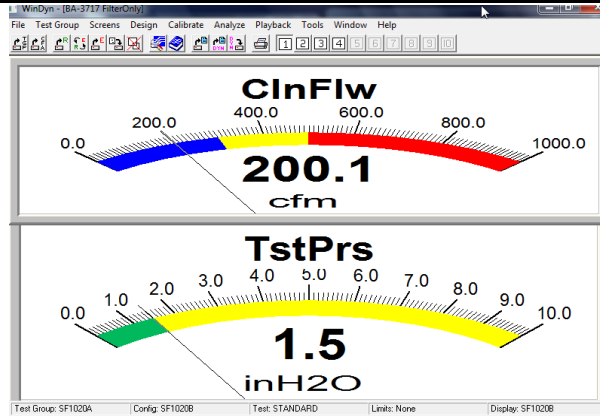 WinDyn - [BA-3717 FilterOnly]
File Test Group Screens Design Calibrate Analyze Playback Tools Window Help
1 2 3 4 5 6 7 8 9 10
ClnFlw
0.0 200.0 400.0 600.0 800.0 1000.0
200.1
cfm
TstPrs
0.0 1.0 2.0 3.0 4.0 5.0 6.0 7.0 8.0 9.0 10.0
1.5
inH2O
Test Group: SF1020A Config: SF1020B Test: STANDARD Limits: None Display: SF1020B